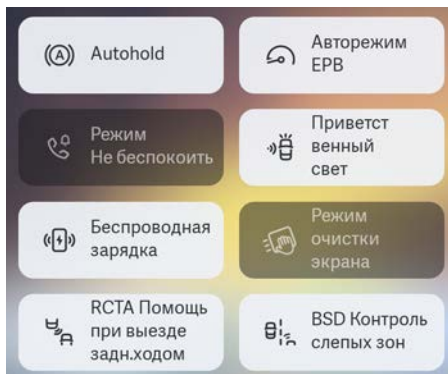 Autohold
Авторежим
EPB
Режим
Не беспокоить
Приветст
венный
свет
Беспроводная
зарядка
Режим
очистки
экрана
RCTA Помощь
при выезде
задн.ходом
BSD Контроль
слепых зон